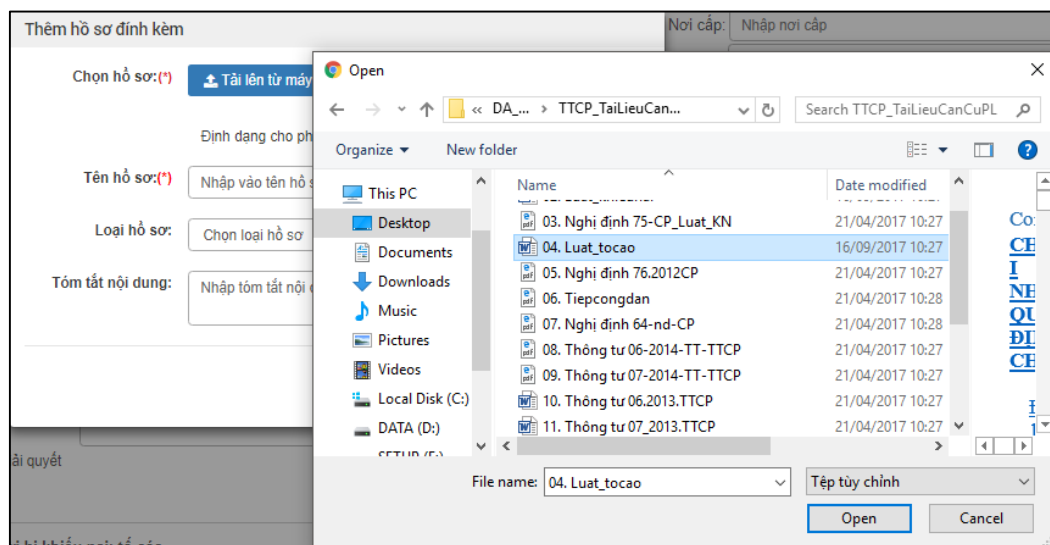 Thêm hồ sơ đính kèm
Nơi cấp: Nhập nơi cấp
Chọn hồ sơ:(*) Tải lên từ máy
Định dạng cho ph
Tên hồ sơ:(*) Nhập vào tên hồ s
Loại hồ sơ: Chọn loại hồ sơ
Tóm tắt nội dung: Nhập tóm tắt nội d
ải quyết
Open
« DA_... > TTCP_TaiLieuCan...
Search TTCP_TaiLieuCanCuPL
Organize New folder
This PC
Desktop
Documents
Downloads
Music
Pictures
Videos
Local Disk (C:)
DATA (D:)
Name Date modified
03. Nghị định 75-CP_Luat_KN 21/04/2017 10:27
04. Luat_tocao 16/09/2017 10:27
05. Nghị định 76.2012CP 21/04/2017 10:27
06. Tiepcongdan 21/04/2017 10:28
07. Nghị định 64-nd-CP 21/04/2017 10:28
08. Thông tư 06-2014-TT-TTCP 21/04/2017 10:27
09. Thông tư 07-2014-TT-TTCP 21/04/2017 10:27
10. Thông tư 06.2013.TTCP 21/04/2017 10:27
11. Thông tư 07_2013.TTCP 21/04/2017 10:27
File name: 04. Luat_tocao
Tệp tùy chỉnh
Open Cancel